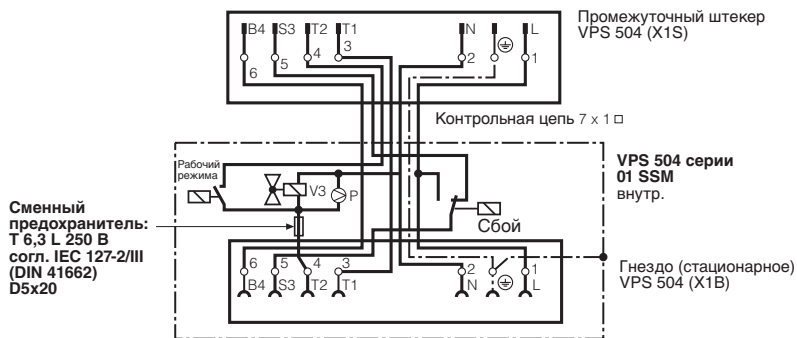 Промежуточный штекер
VPS 504 (X1S)
B4 S3 T2 T1 N L
6 5 4 3 2 1
Контрольная цепь 7 x 1 □
Рабочий
режима
V3
P
Сбой
VPS 504 серии
01 SSM
внутр.
Сменный
предохранитель:
T 6,3 L 250 В
согл. IEC 127-2/III
(DIN 41662)
D5x20
6 5 4 3 2 1
B4 S3 T2 T1 N L
Гнездо (стационарное)
VPS 504 (X1B)